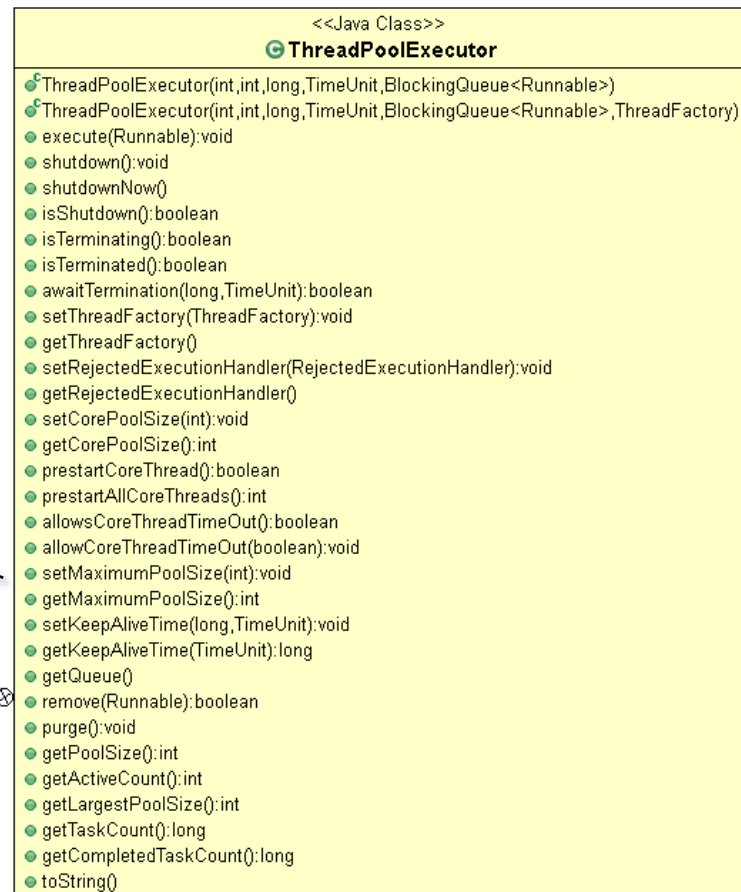 <<Java Class>>
ThreadPoolExecutor
ThreadPoolExecutor(int,int,long,TimeUnit,BlockingQueue<Runnable>)
ThreadPoolExecutor(int,int,long,TimeUnit,BlockingQueue<Runnable>,ThreadFactory)
execute(Runnable):void
shutdown():void
shutdownNow()
isShutdown():boolean
isTerminating():boolean
isTerminated():boolean
awaitTermination(long,TimeUnit):boolean
setThreadFactory(ThreadFactory):void
getThreadFactory()
setRejectedExecutionHandler(RejectedExecutionHandler):void
getRejectedExecutionHandler()
setCorePoolSize(int):void
getCorePoolSize():int
prestartCoreThread():boolean
prestartAllCoreThreads():int
allowsCoreThreadTimeOut():boolean
allowCoreThreadTimeOut(boolean):void
setMaximumPoolSize(int):void
getMaximumPoolSize():int
setKeepAliveTime(long,TimeUnit):void
getKeepAliveTime(TimeUnit):long
getQueue()
remove(Runnable):boolean
purge():void
getPoolSize():int
getActiveCount():int
getLargestPoolSize():int
getTaskCount():long
getCompletedTaskCount():long
toString()